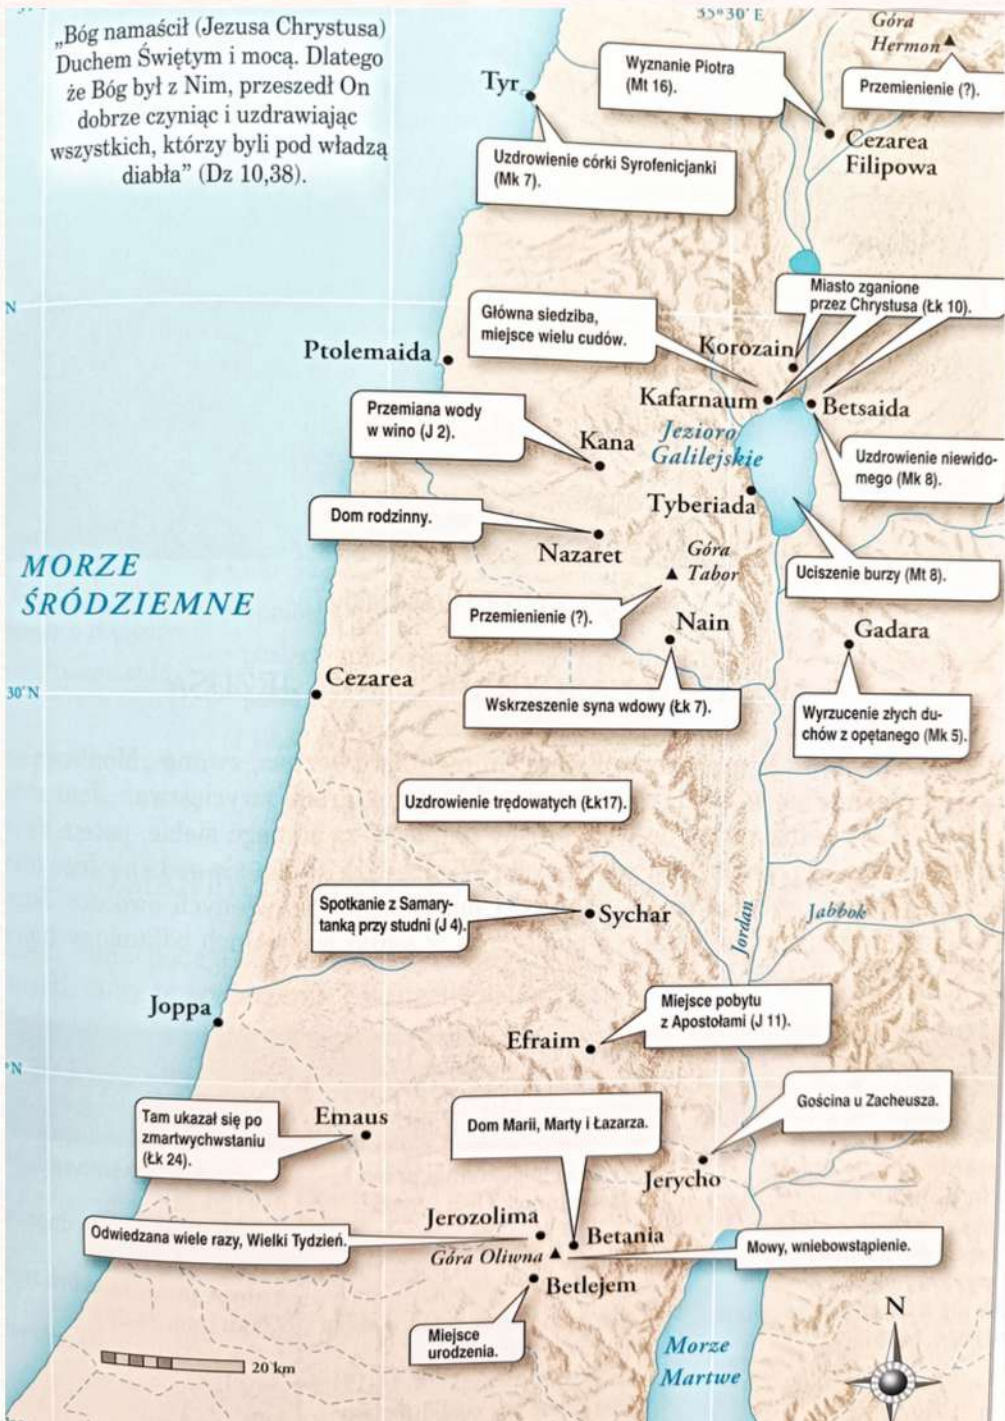 „Bóg namaścił (Jezusa Chrystusa)
Duchem Świętym i mocą. Dlatego
że Bóg był z Nim, przeszedł On
dobrze czyniąc i uzdrawiając
wszystkich, którzy byli pod władzą
diabła” (Dz 10,38).
35°30' E
Góra
Hermon
Przemienienie (?).
Wyznanie Piotra
(Mt 16).
Tyr
Cezarea
Filipowa
Uzdrowienie córki Syrofenicjanki
(Mk 7).
N
Miasto zganione
przez Chrystusa (Łk 10).
Główna siedziba,
miejsce wielu cudów.
Ptolemaida
Korozain
Kafarnaum
Betsaida
Przemiana wody
w wino (J 2).
Kana
Jezioro
Galilejskie
Uzdrowienie niewido-
mego (Mk 8).
Tyberiada
Dom rodzinny.
Nazaret
Góra
Tabor
Uciszenie burzy (Mt 8).
MORZE
ŚRÓDZIEMNE
Przemienienie (?).
Nain
Gadara
Cezarea
30' N
Wskrzeszenie syna wdowy (Łk 7).
Wyrzucenie złych du-
chów z opętanego (Mk 5).
Uzdrowienie trędowatych (Łk17).
Spotkanie z Samary-
tanką przy studni (J 4).
Sychar
Jordan
Jabbok
Joppa
Miejsce pobytu
z Apostołami (J 11).
Efraim
°N
Tam ukazał się po
zmartwychwstaniu
(Łk 24).
Emaus
Dom Marii, Marty i Łazarza.
Gościna u Zacheusza.
Jerycho
Odwiedzana wiele razy, Wielki Tydzień.
Jerozolima
Betania
Góra Oliwna
Mowy, wniebowstąpienie.
Betlejem
Miejsce
urodzenia.
N
20 km
Morze
Martwe